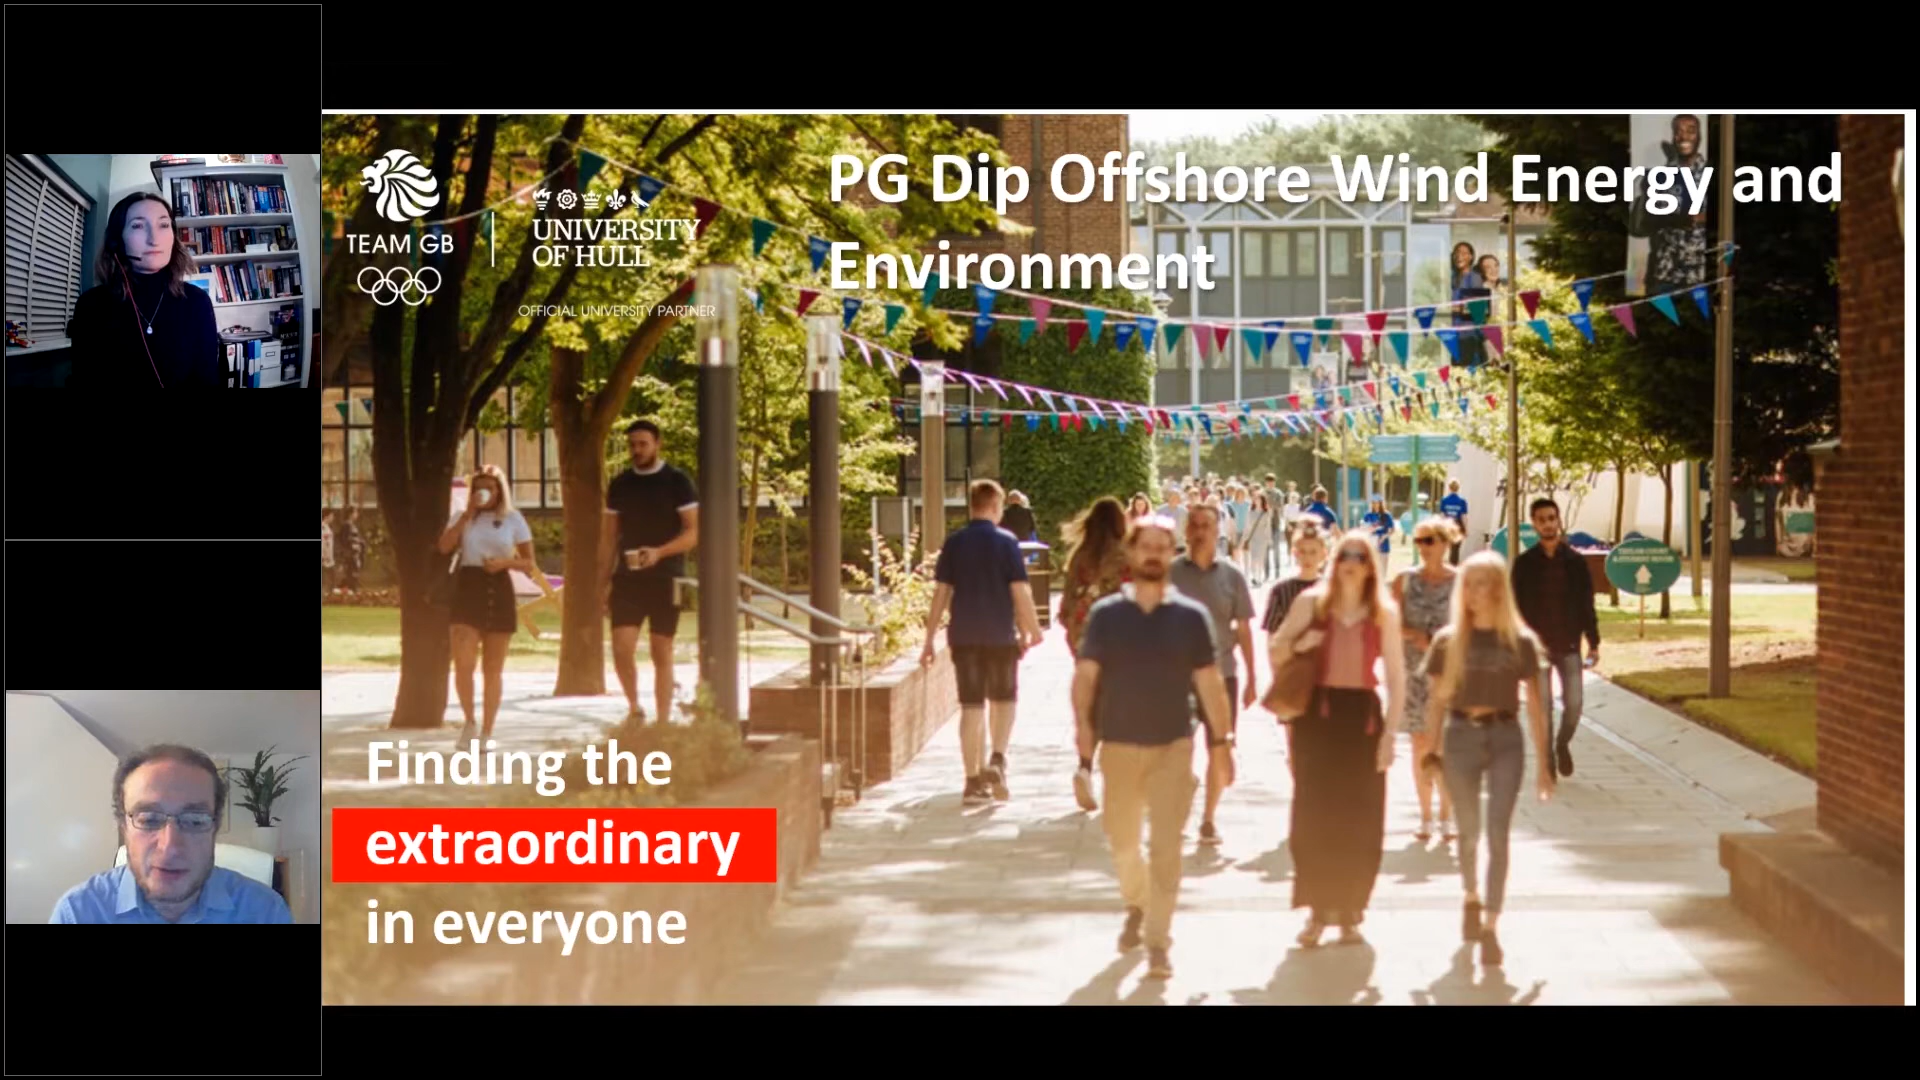 TEAM GB
UNIVERSITY
OF HULL
OFFICIAL UNIVERSITY PARTNER
PG Dip Offshore Wind Energy and
Environment
Finding the
extraordinary
in everyone